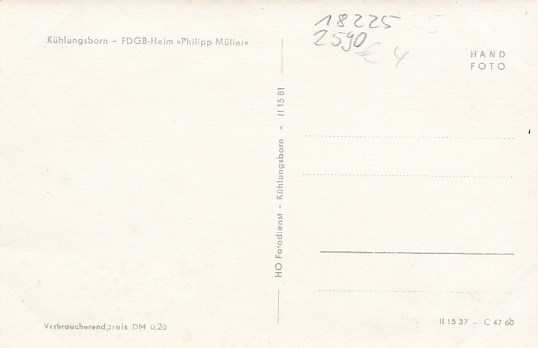 Kühlungsborn - FDGB-Heim »Philipp Müller«
18225
2590
€ 4
HAND
FOTO
HO Fotodienst - Kühlungsborn - II 15 81
Verbraucherendpreis DM 0,20
II 15 37 - C 47 60